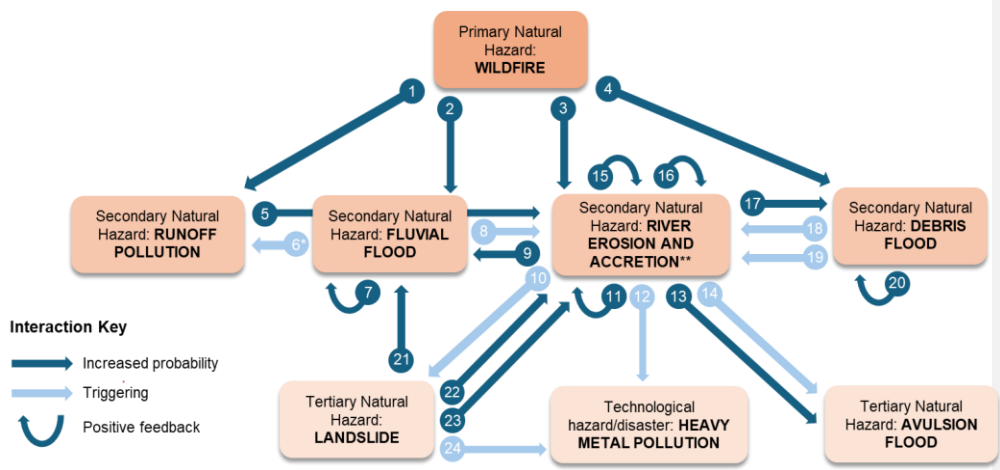 Primary Natural
Hazard:
WILDFIRE
1
2
3
4
15
16
17
Secondary Natural
Hazard: RUNOFF
POLLUTION
5
6*
Secondary Natural
Hazard: FLUVIAL
FLOOD
8
9
Secondary Natural
Hazard: RIVER
EROSION AND
ACCRETION**
18
19
Secondary Natural
Hazard: DEBRIS
FLOOD
7
10
11
12
13
14
20
Interaction Key
Increased probability
Triggering
Positive feedback
21
22
23
24
Tertiary Natural
Hazard:
LANDSLIDE
Technological
hazard/disaster: HEAVY
METAL POLLUTION
Tertiary Natural
Hazard: AVULSION
FLOOD